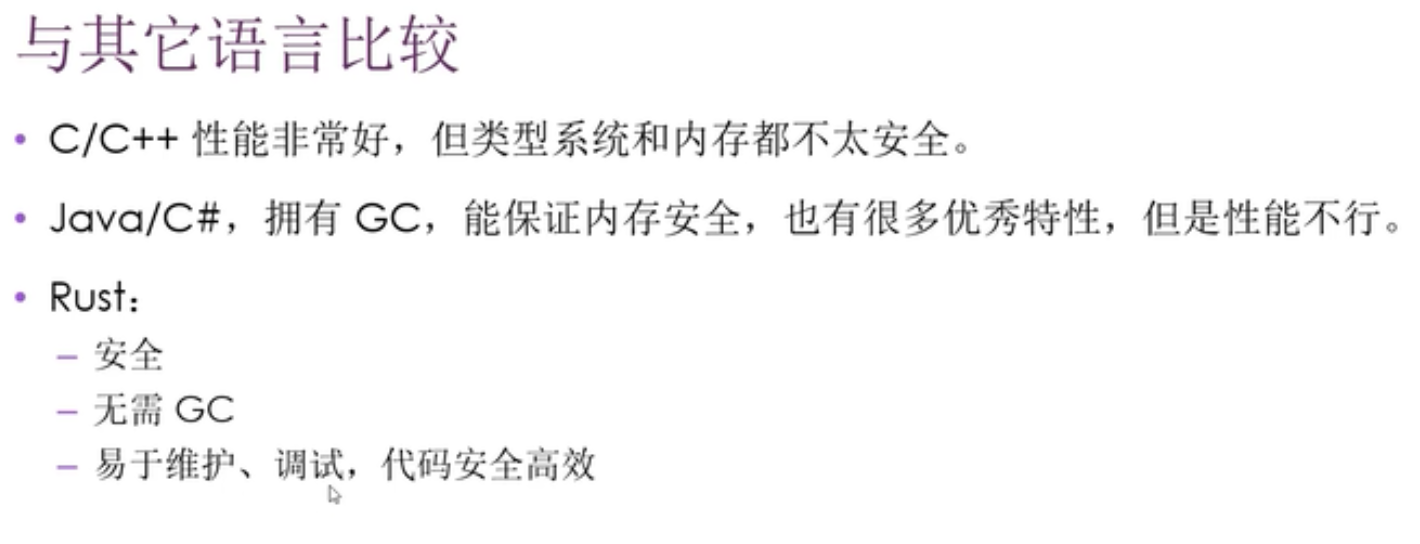 与其它语言比较
• C/C++ 性能非常好，但类型系统和内存都不太安全。
• Java/C#，拥有 GC，能保证内存安全，也有很多优秀特性，但是性能不行。
• Rust：
– 安全
– 无需 GC
– 易于维护、调试，代码安全高效